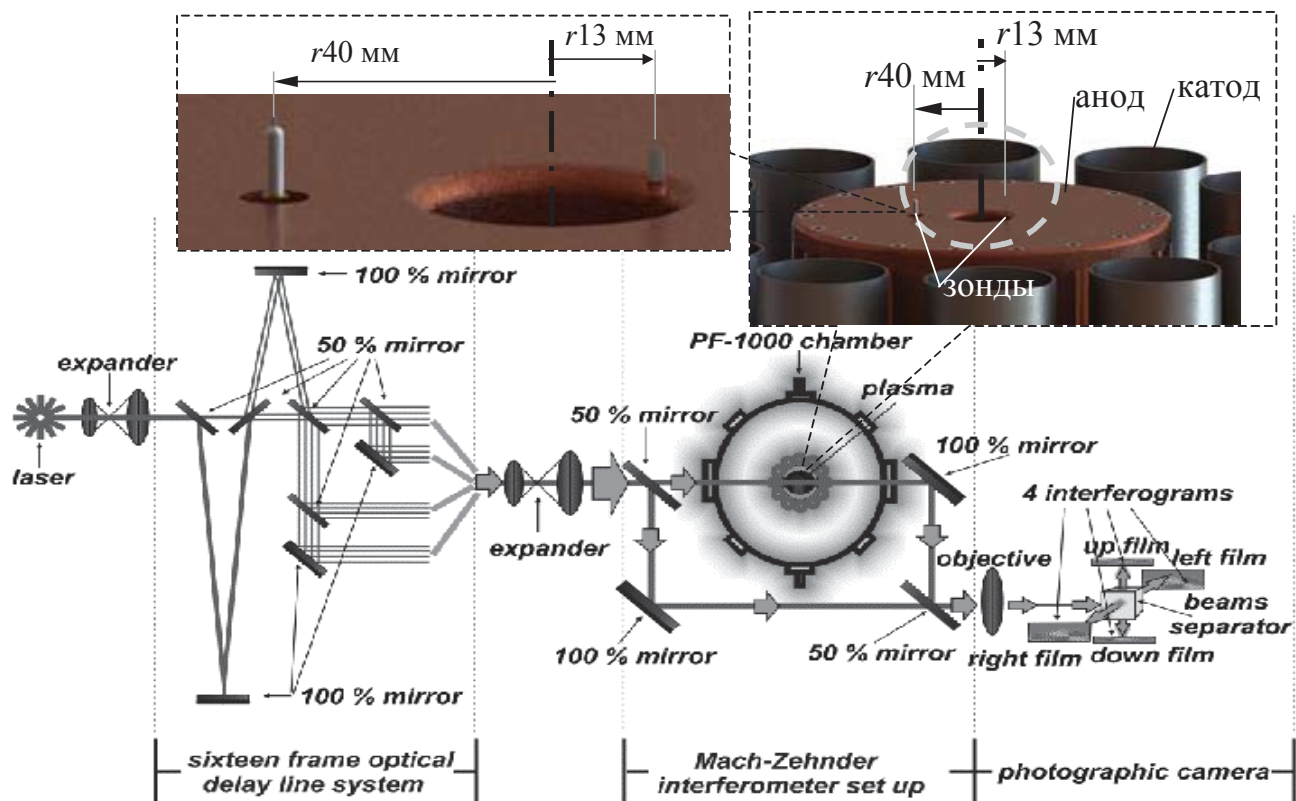 r40 мм
r13 мм
r13 мм
r40 мм
анод
катод
зонды
100 % mirror
50 % mirror
expander
laser
100 % mirror
expander
PF-1000 chamber
plasma
50 % mirror
100 % mirror
100 % mirror
50 % mirror
objective
4 interferograms
up film
left film
beams
separator
right film
down film
sixteen frame optical
delay line system
Mach-Zehnder
interferometer set up
photographic camera